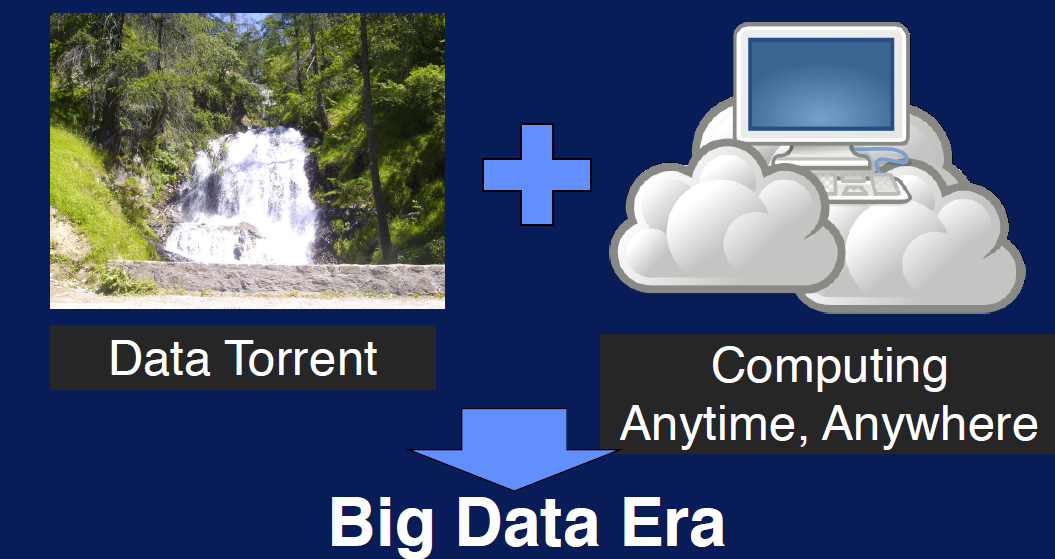 Data Torrent
Computing
Anytime, Anywhere
Big Data Era